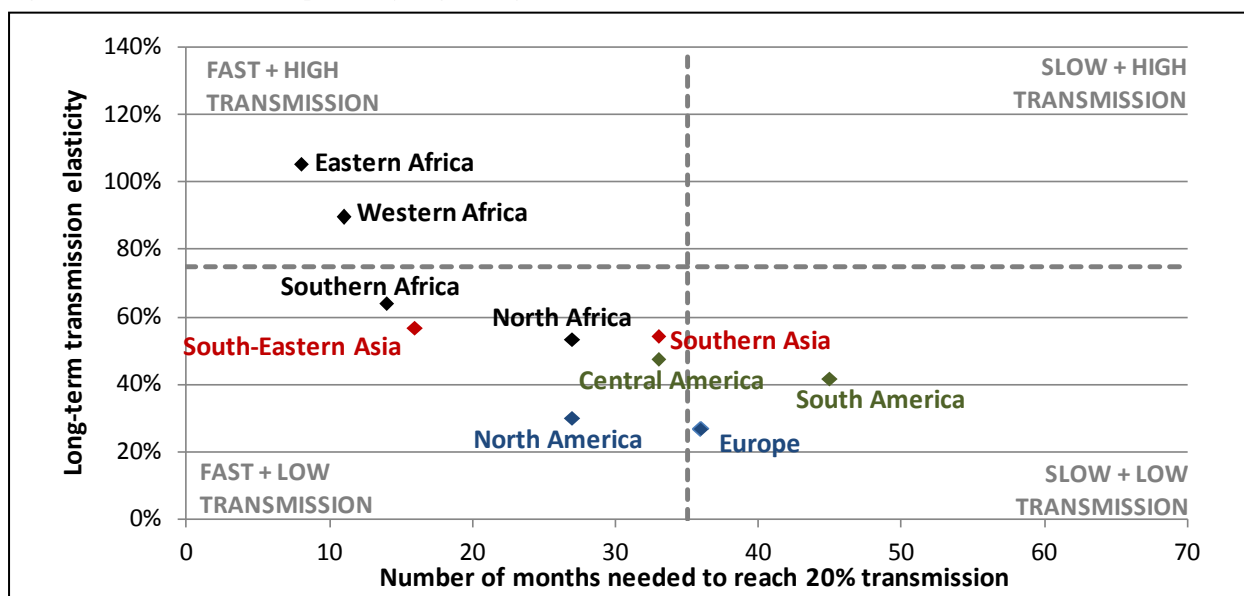 140%
120%
100%
80%
60%
40%
20%
0%
Long-term transmission elasticity
FAST + HIGH
TRANSMISSION
SLOW + HIGH
TRANSMISSION
Eastern Africa
Western Africa
Southern Africa
North Africa
South-Eastern Asia
Southern Asia
Central America
South America
North America
Europe
FAST + LOW
TRANSMISSION
SLOW + LOW
TRANSMISSION
0 10 20 30 40 50 60 70
Number of months needed to reach 20% transmission